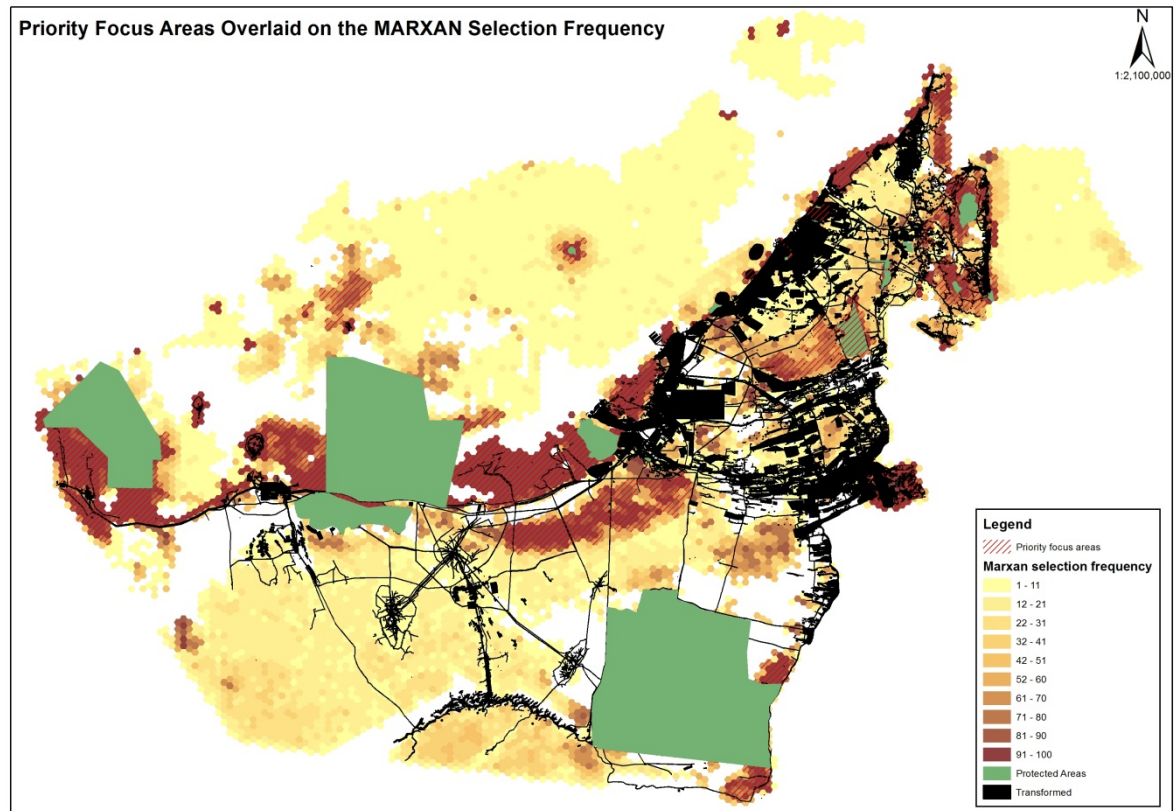 Priority Focus Areas Overlaid on the MARXAN Selection Frequency
N
1:2,100,000
Legend
Priority focus areas
Marxan selection frequency
1 - 11
12 - 21
22 - 31
32 - 41
42 - 51
52 - 60
61 - 70
71 - 80
81 - 90
91 - 100
Protected Areas
Transformed